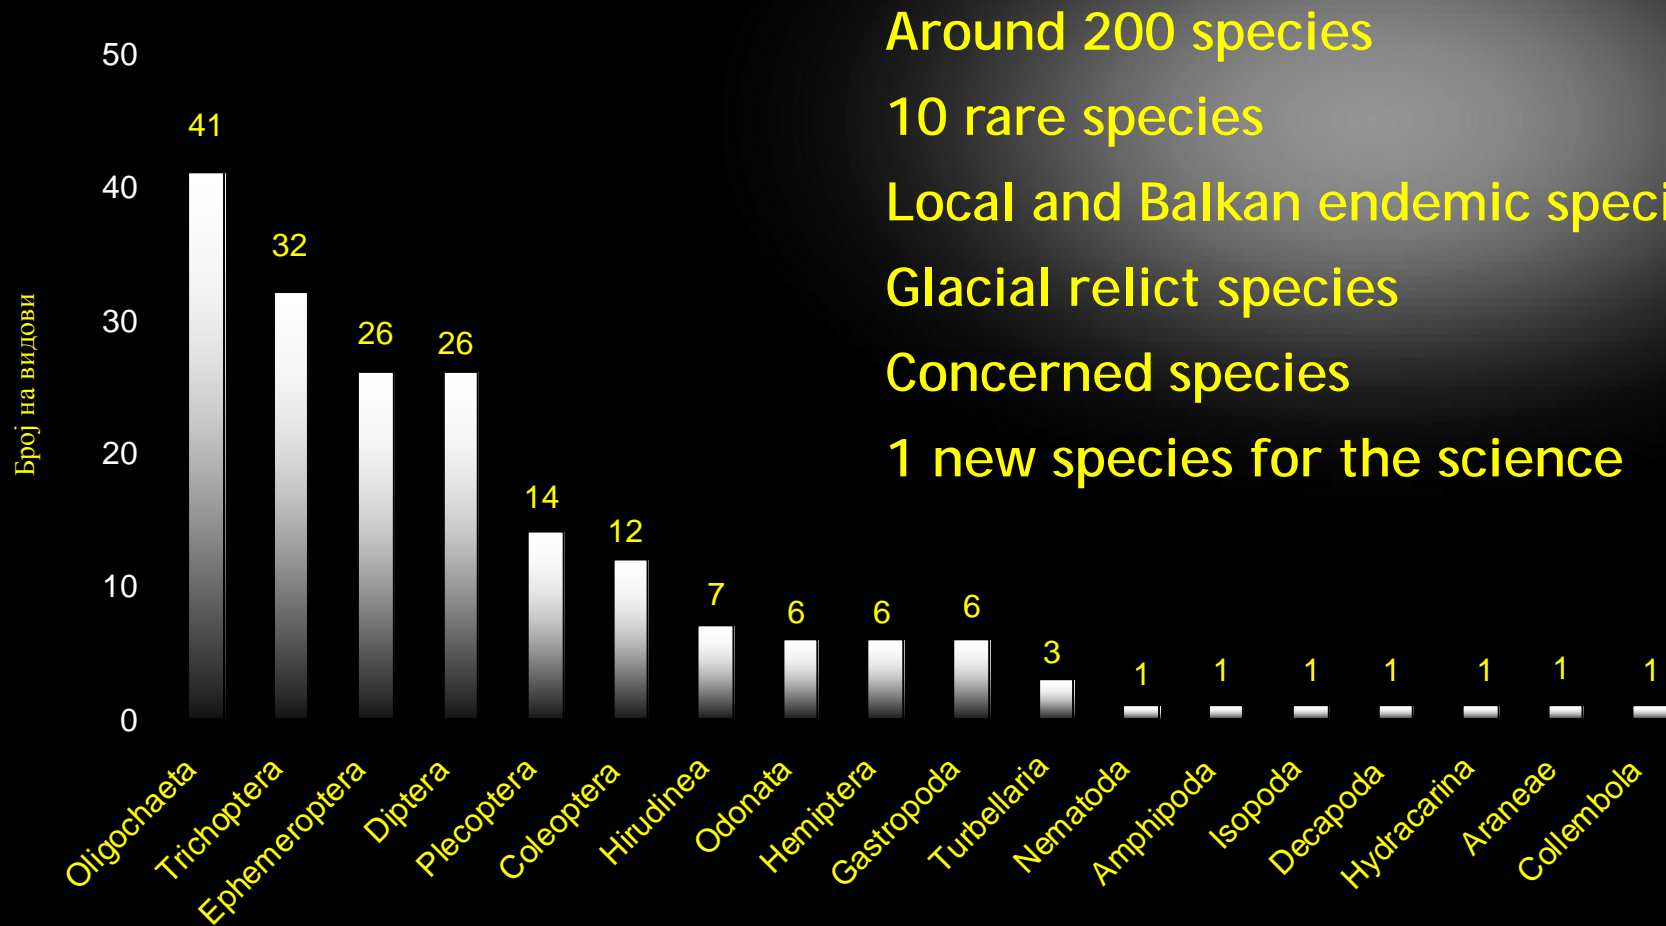 Around 200 species
10 rare species
Local and Balkan endemic speci
Glacial relict species
Concerned species
1 new species for the science
Број на видови
50
40
30
20
10
0
41
32
26
26
14
12
7
6
6
6
3
1
1
1
1
1
1
1
Oligochaeta
Trichoptera
Ephemeroptera
Diptera
Plecoptera
Coleoptera
Hirudinea
Odonata
Hemiptera
Gastropoda
Turbellaria
Nematoda
Amphipoda
Isopoda
Decapoda
Hydracarina
Araneae
Collembola